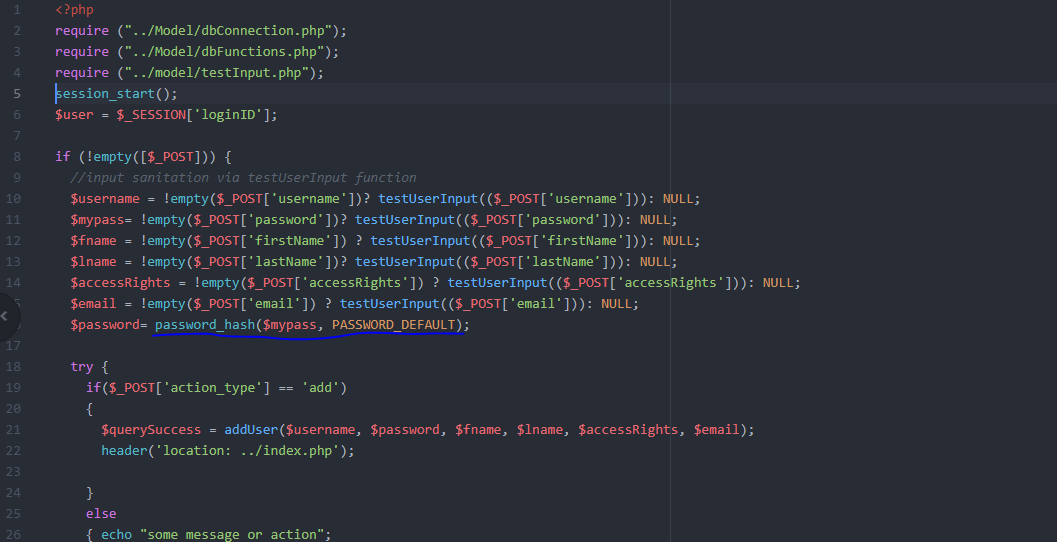 1 <?php
2 require ("../Model/dbConnection.php");
3 require ("../Model/dbFunctions.php");
4 require ("../model/testInput.php");
5 session_start();
6 $user = $_SESSION['loginID'];
7
8 if (!empty([$_POST])) {
9 //input sanitation via testUserInput function
10 $username = !empty($_POST['username'])? testUserInput(($_POST['username'])): NULL;
11 $mypass= !empty($_POST['password'])? testUserInput(($_POST['password'])): NULL;
12 $fname = !empty($_POST['firstName']) ? testUserInput(($_POST['firstName'])): NULL;
13 $lname = !empty($_POST['lastName'])? testUserInput(($_POST['lastName'])): NULL;
14 $accessRights = !empty($_POST['accessRights']) ? testUserInput(($_POST['accessRights'])): NULL;
5 $email = !empty($_POST['email']) ? testUserInput(($_POST['email'])): NULL;
$password= password_hash($mypass, PASSWORD_DEFAULT);
17
18 try {
19 if($_POST['action_type'] == 'add')
20 {
21 $querySuccess = addUser($username, $password, $fname, $lname, $accessRights, $email);
22 header('location: ../index.php');
23
24 }
25 else
26 { echo "some message or action";